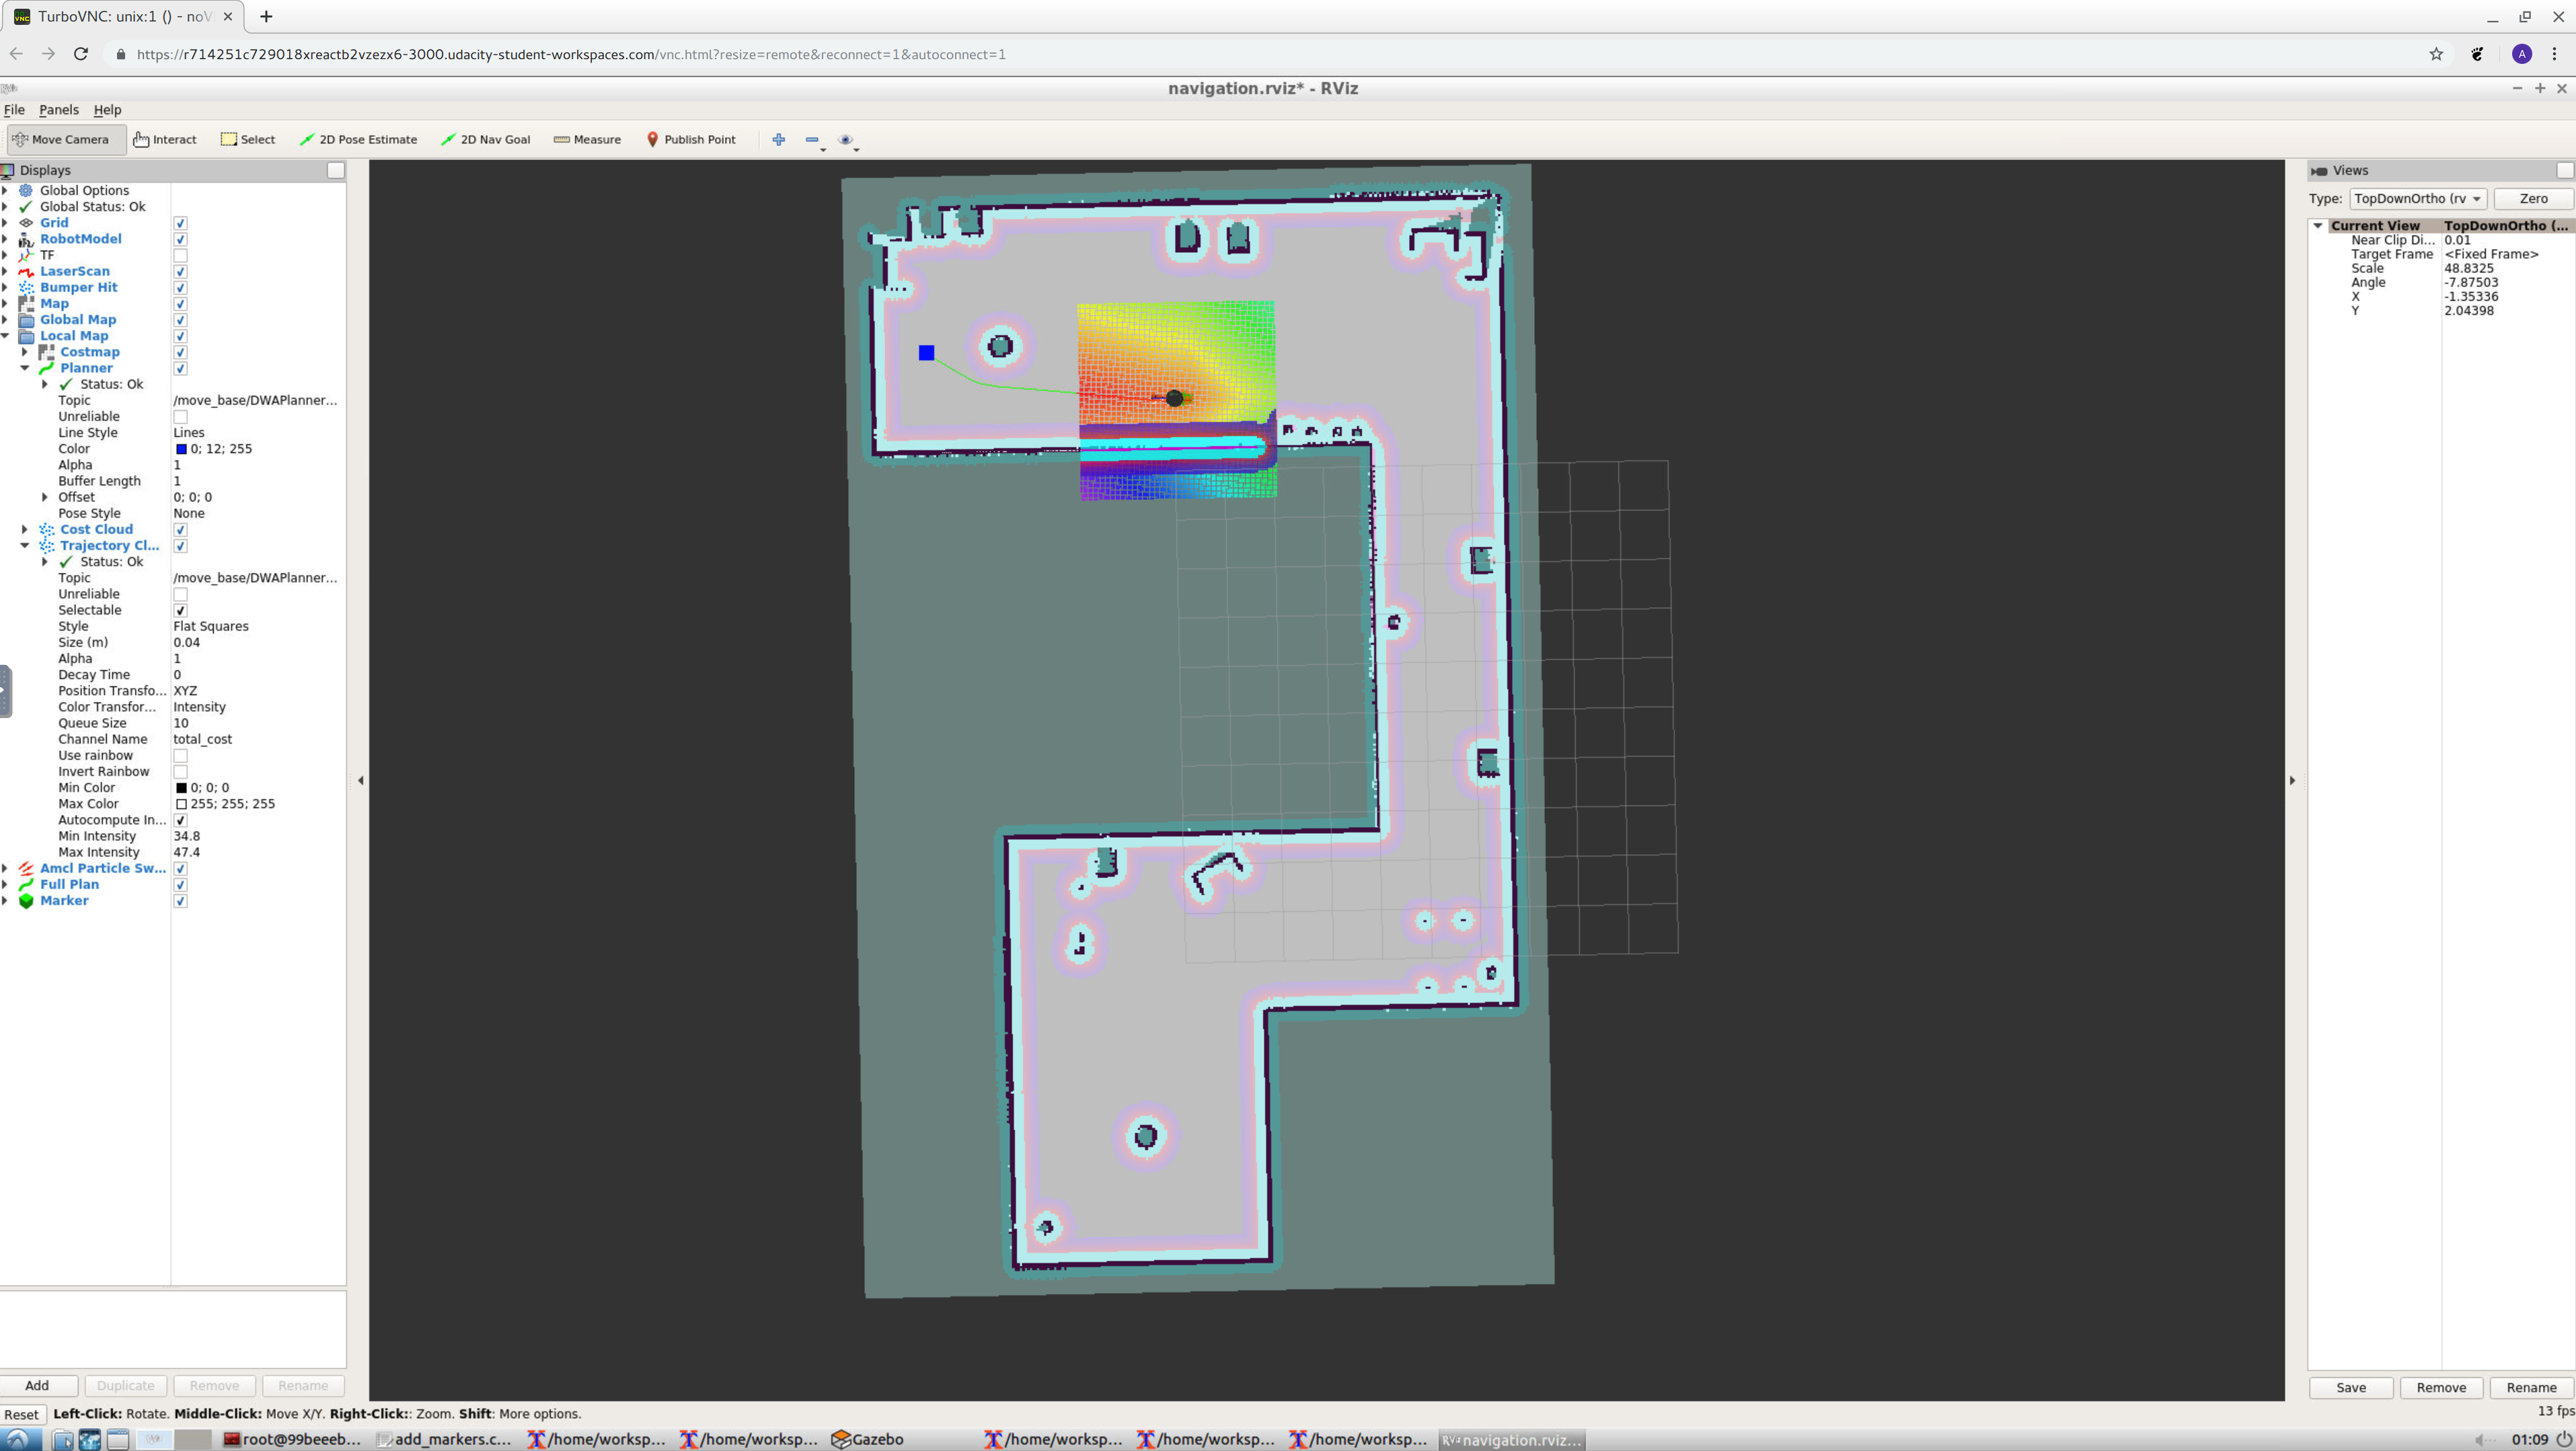 TurboVNC: unix:1 () - noV
https://r714251c729018xreactb2vzezx6-3000.udacity-student-workspaces.com/vnc.html?resize=remote&reconnect=1&autoconnect=1
A
navigation.rviz* - RViz
File Panels Help
Move Camera Interact Select 2D Pose Estimate 2D Nav Goal Measure Publish Point
Displays
Global Options
Global Status: Ok
Grid
RobotModel
TF
LaserScan
Bumper Hit
Map
Global Map
Local Map
Costmap
Planner
Status: Ok
Topic /move_base/DWAPlanner...
Unreliable
Line Style Lines
Color 0; 12; 255
Alpha 1
Buffer Length 1
Offset 0; 0; 0
Pose Style None
Cost Cloud
Trajectory Cl...
Status: Ok
Topic /move_base/DWAPlanner...
Unreliable
Selectable
Style Flat Squares
Size (m) 0.04
Alpha 1
Decay Time 0
Position Transfo... XYZ
Color Transfor... Intensity
Queue Size 10
Channel Name total_cost
Use rainbow
Invert Rainbow
Min Color 0; 0; 0
Max Color 255; 255; 255
Autocompute In...
Min Intensity 34.8
Max Intensity 47.4
Amcl Particle Sw...
Full Plan
Marker
Add Duplicate Remove Rename
Views
Type: TopDownOrtho (rv Zero
Current View TopDownOrtho (...
Near Clip Di... 0.01
Target Frame <Fixed Frame>
Scale 48.8325
Angle -7.87503
X -1.35336
Y 2.04398
Save Remove Rename
Reset Left-Click: Rotate. Middle-Click: Move X/Y. Right-Click:: Zoom. Shift: More options.
13 fps
root@99beeeb... add_markers.c... /home/worksp... /home/worksp... Gazebo /home/worksp... /home/worksp... /home/worksp... navigation.rviz... 01:09